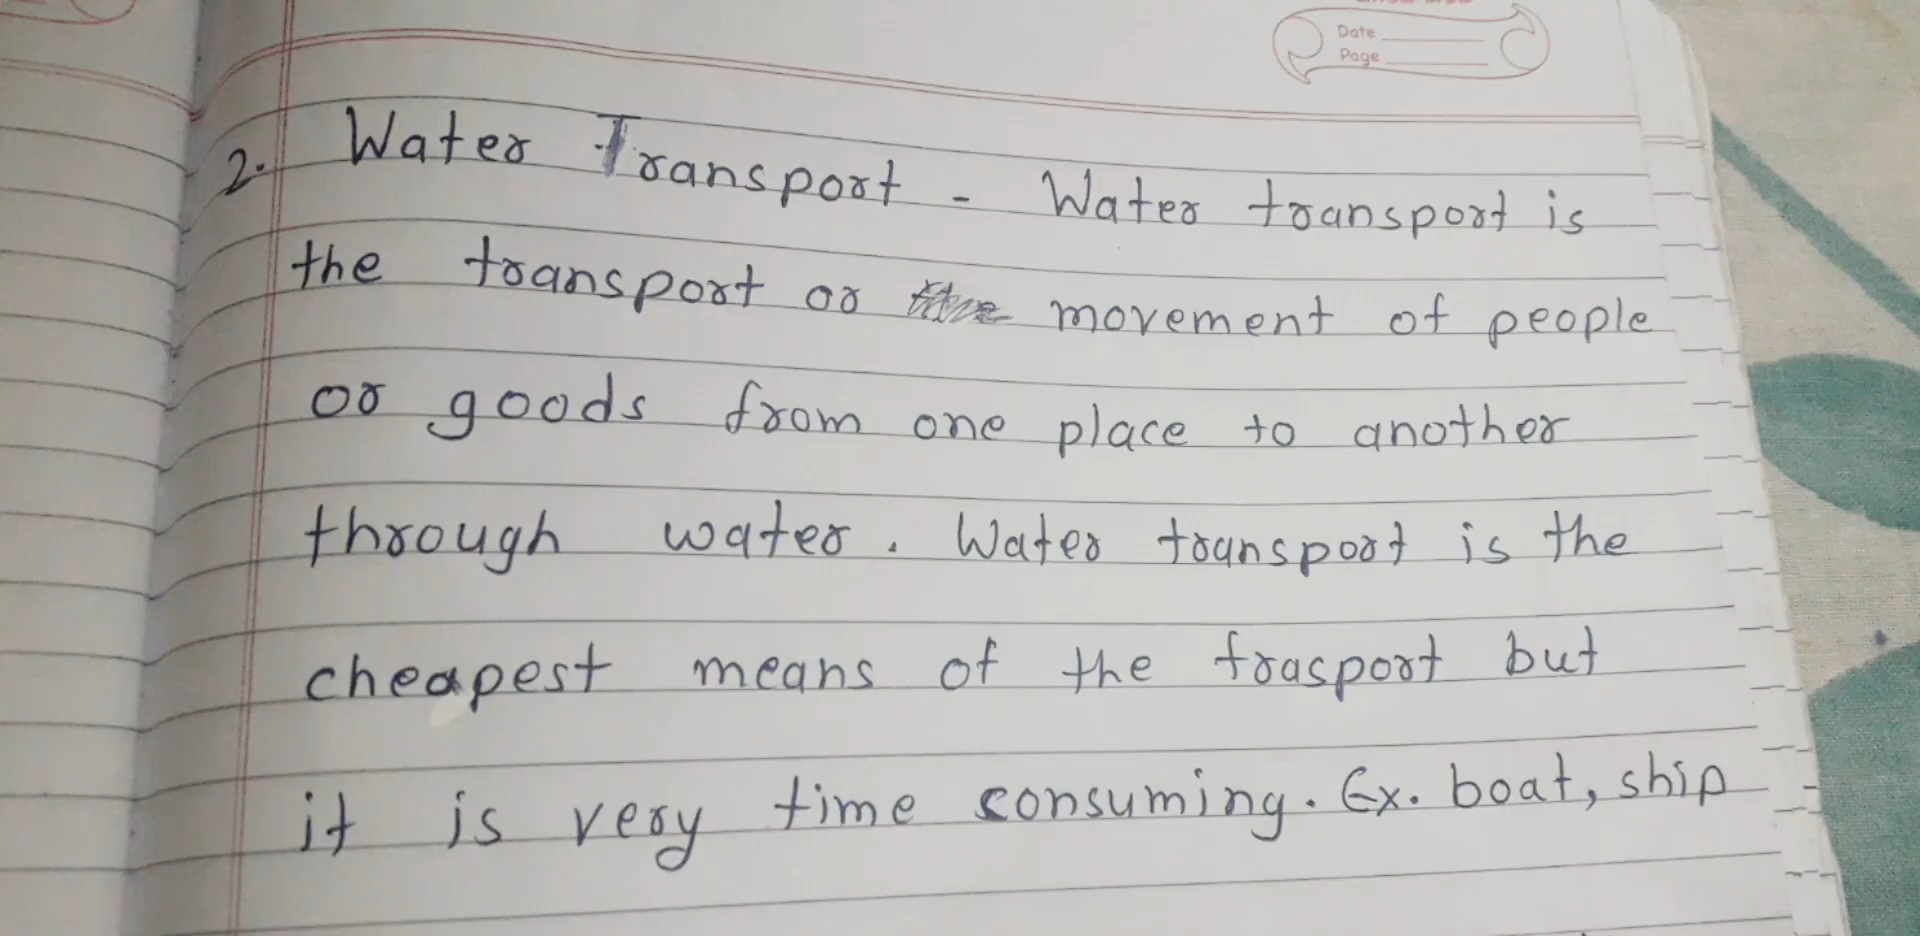 Date
Page
2. Water Transport - Water transport is
the transport or movement of people
or goods from one place to another
through water. Water transport is the
cheapest means of the trasport but
it is very time consuming. Ex. boat, ship